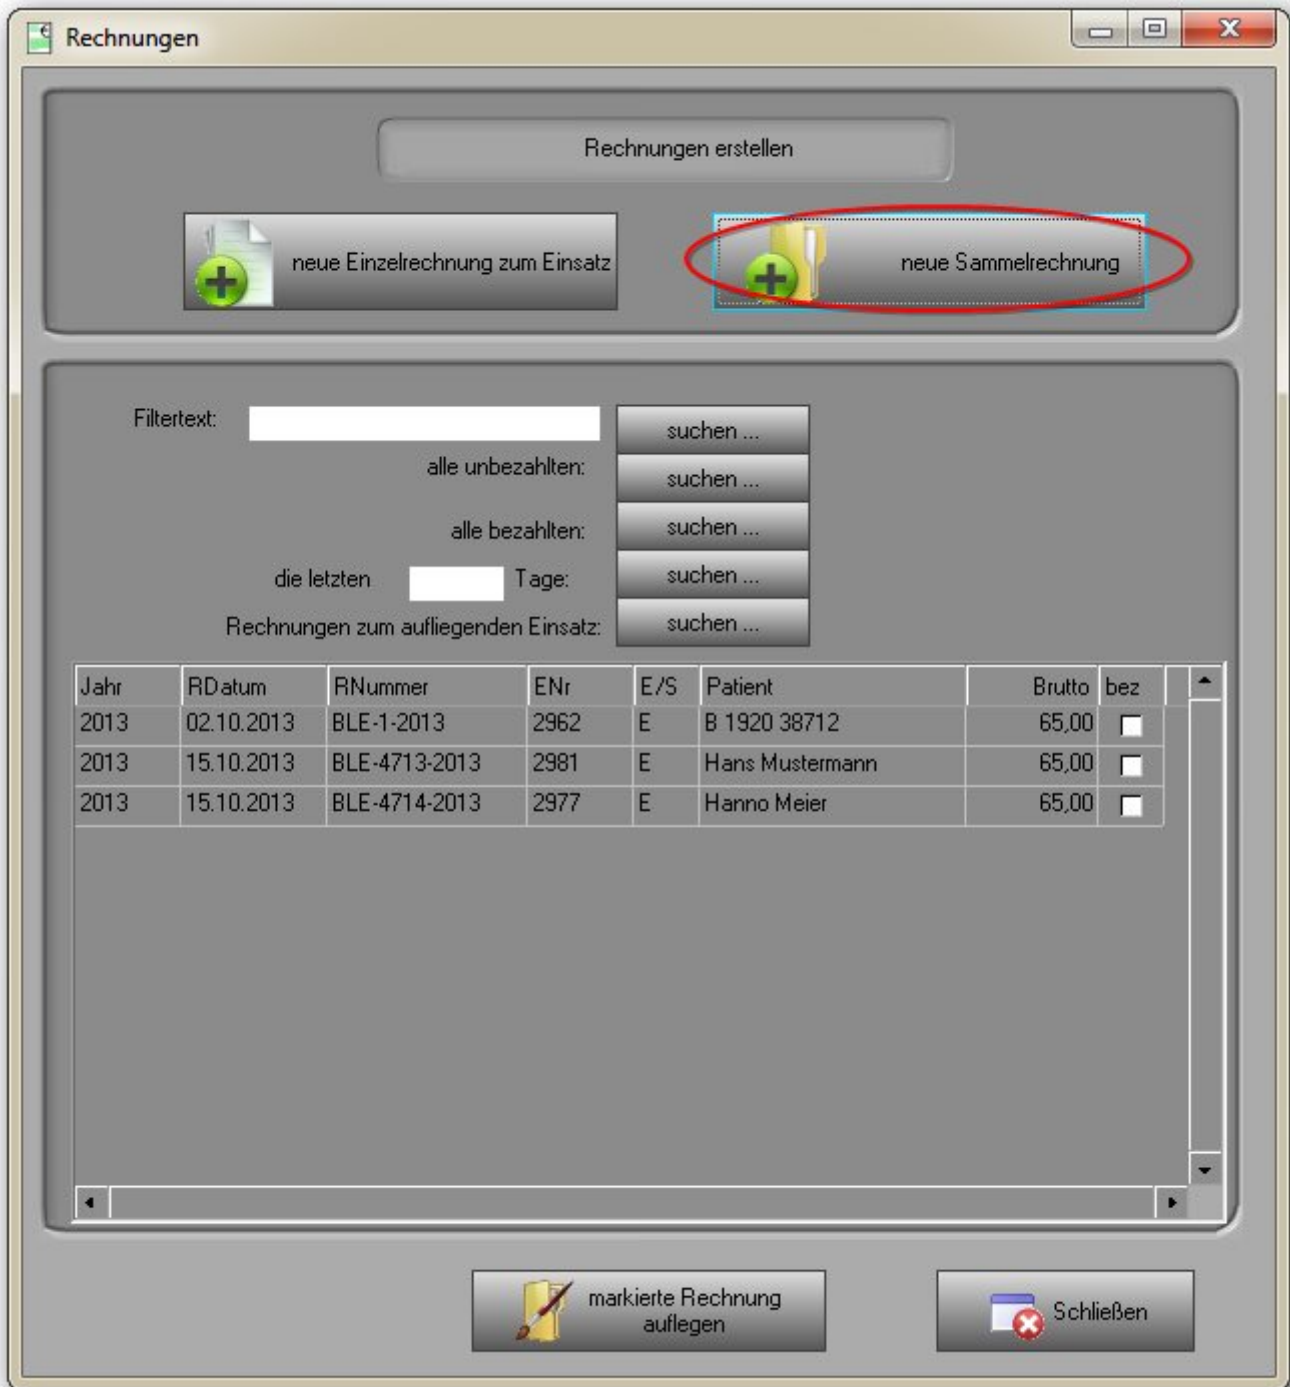 Rechnungen
Rechnungen erstellen
neue Einzelrechnung zum Einsatz
neue Sammelrechnung
Filtertext:
suchen ...
alle unbezahlten:
suchen ...
alle bezahlten:
suchen ...
die letzten Tage:
suchen ...
Rechnungen zum aufliegenden Einsatz:
suchen ...
Jahr RDatum RNummer ENr E/S Patient Brutto bez
2013 02.10.2013 BLE-1-2013 2962 E B 1920 38712 65,00
2013 15.10.2013 BLE-4713-2013 2981 E Hans Mustermann 65,00
2013 15.10.2013 BLE-4714-2013 2977 E Hanno Meier 65,00
markierte Rechnung
auflegen
Schließen